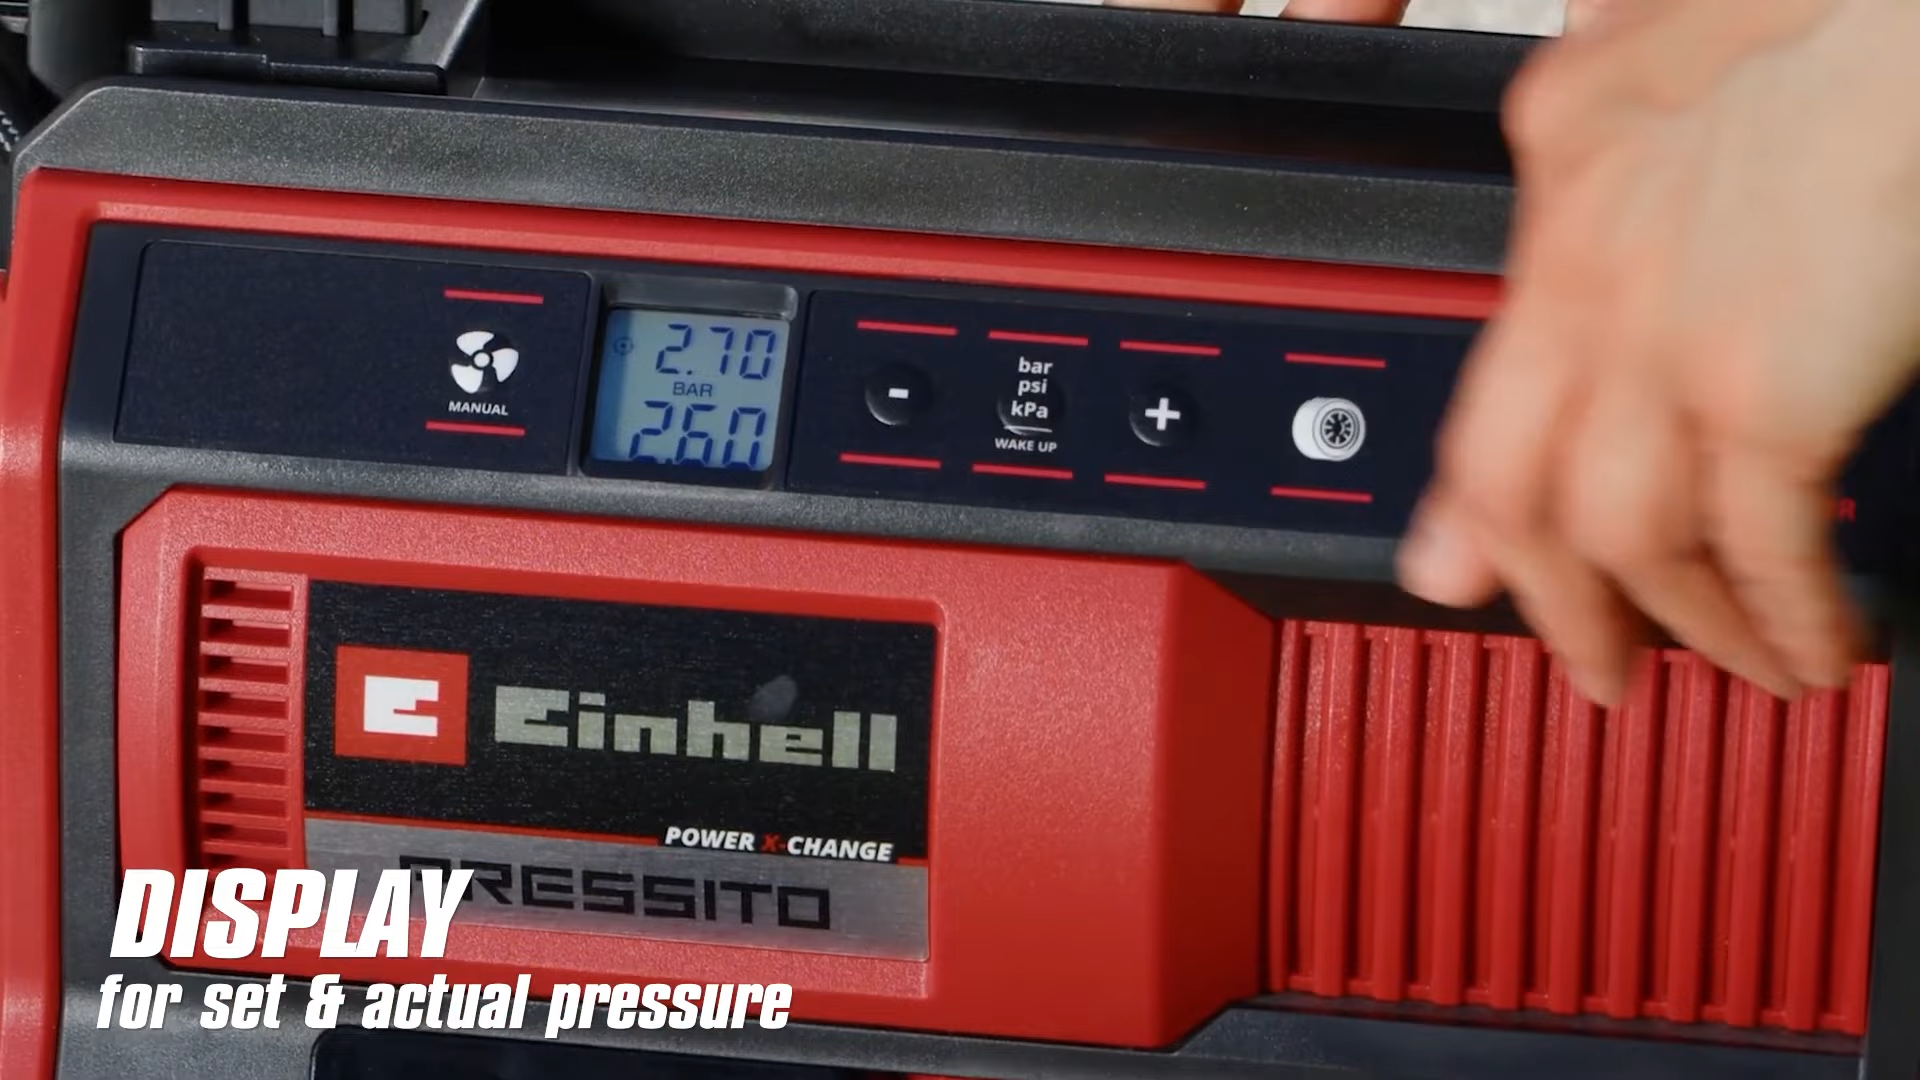 MANUAL
2.70
BAR
2.60
-
bar
psi
kPa
WAKE UP
+
Einhell
POWER X-CHANGE
PRESSITO
DISPLAY
for set & actual pressure